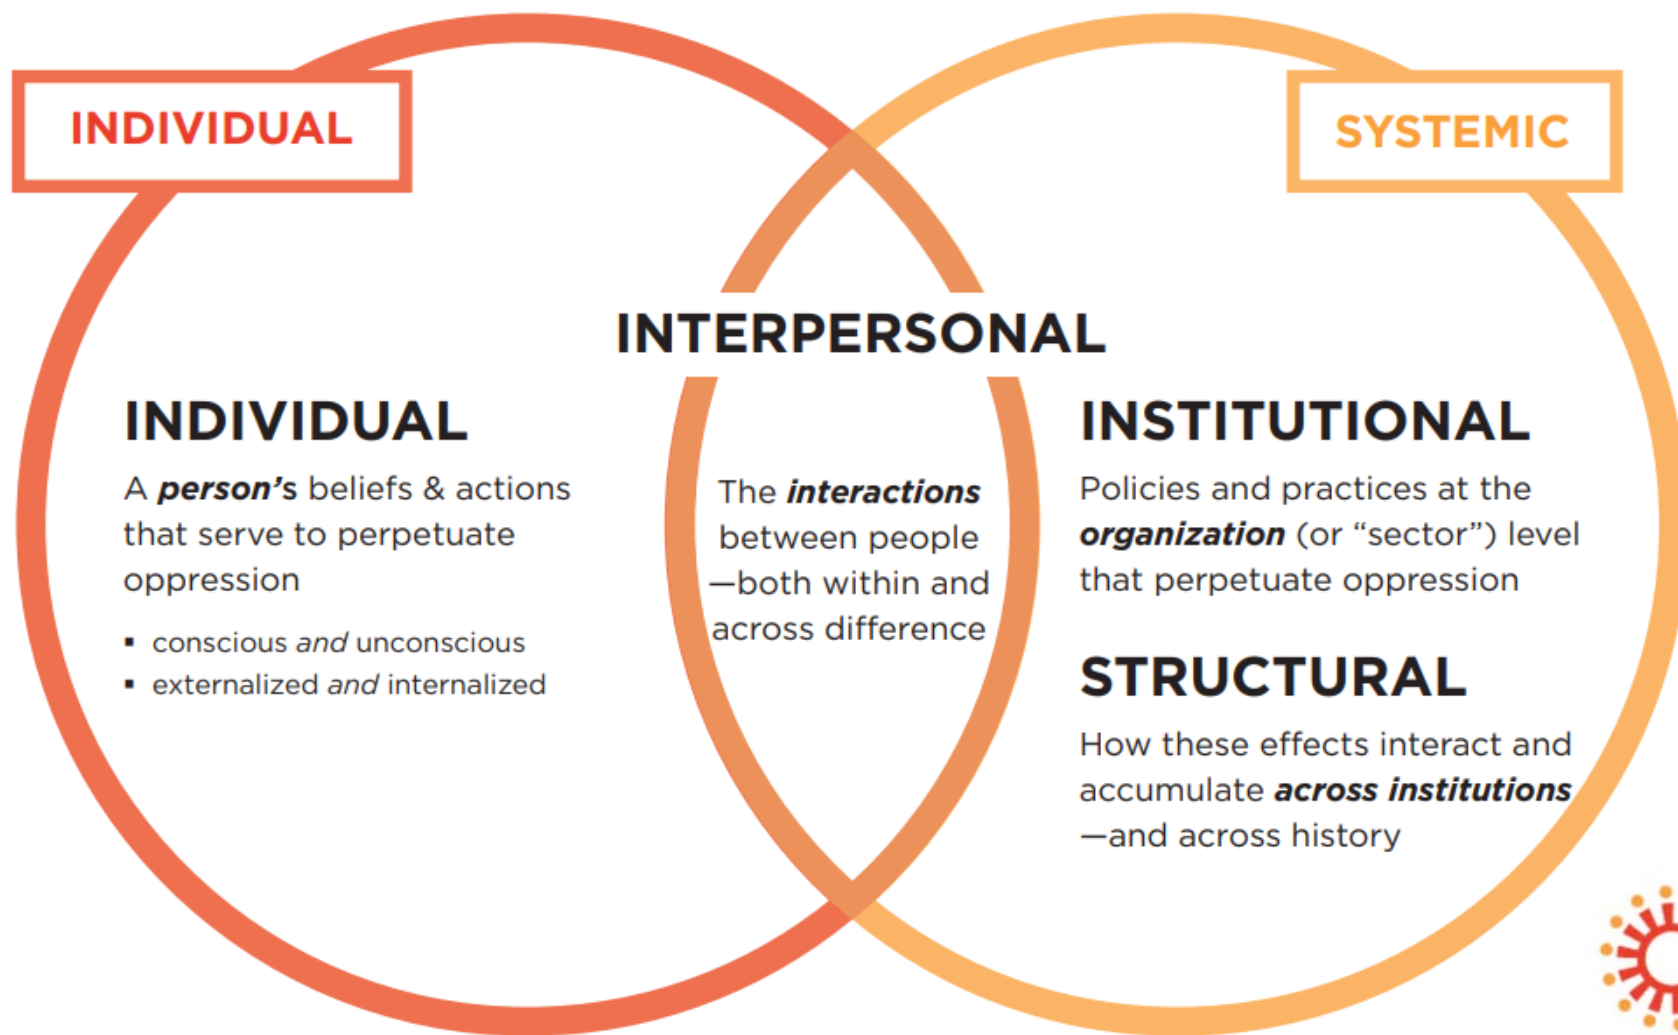 INDIVIDUAL
SYSTEMIC
INTERPERSONAL
INDIVIDUAL
A person's beliefs & actions
that serve to perpetuate
oppression
▪ conscious and unconscious
▪ externalized and internalized
The interactions
between people
—both within and
across difference
INSTITUTIONAL
Policies and practices at the
organization (or “sector”) level
that perpetuate oppression
STRUCTURAL
How these effects interact and
accumulate across institutions
—and across history